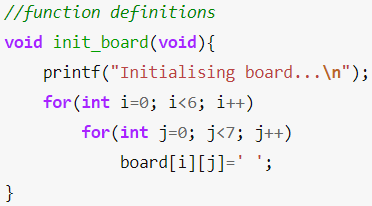 //function definitions
void init_board(void){
    printf("Initialising board...\n");
    for(int i=0; i<6; i++)
        for(int j=0; j<7; j++)
            board[i][j]=' ';
}